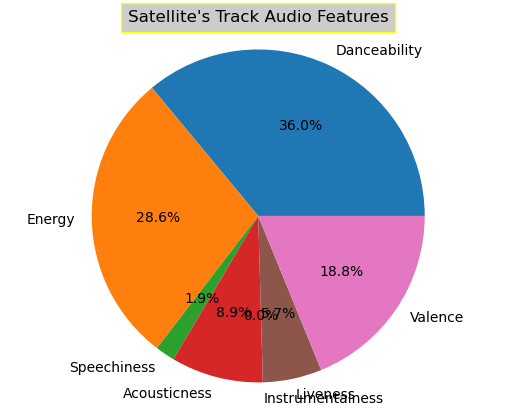 Satellite's Track Audio Features
Danceability
36.0%
Energy
28.6%
1.9%
Speechiness
8.9%
Acousticness
0.0%
Instrumentalness
5.7%
Liveness
18.8%
Valence